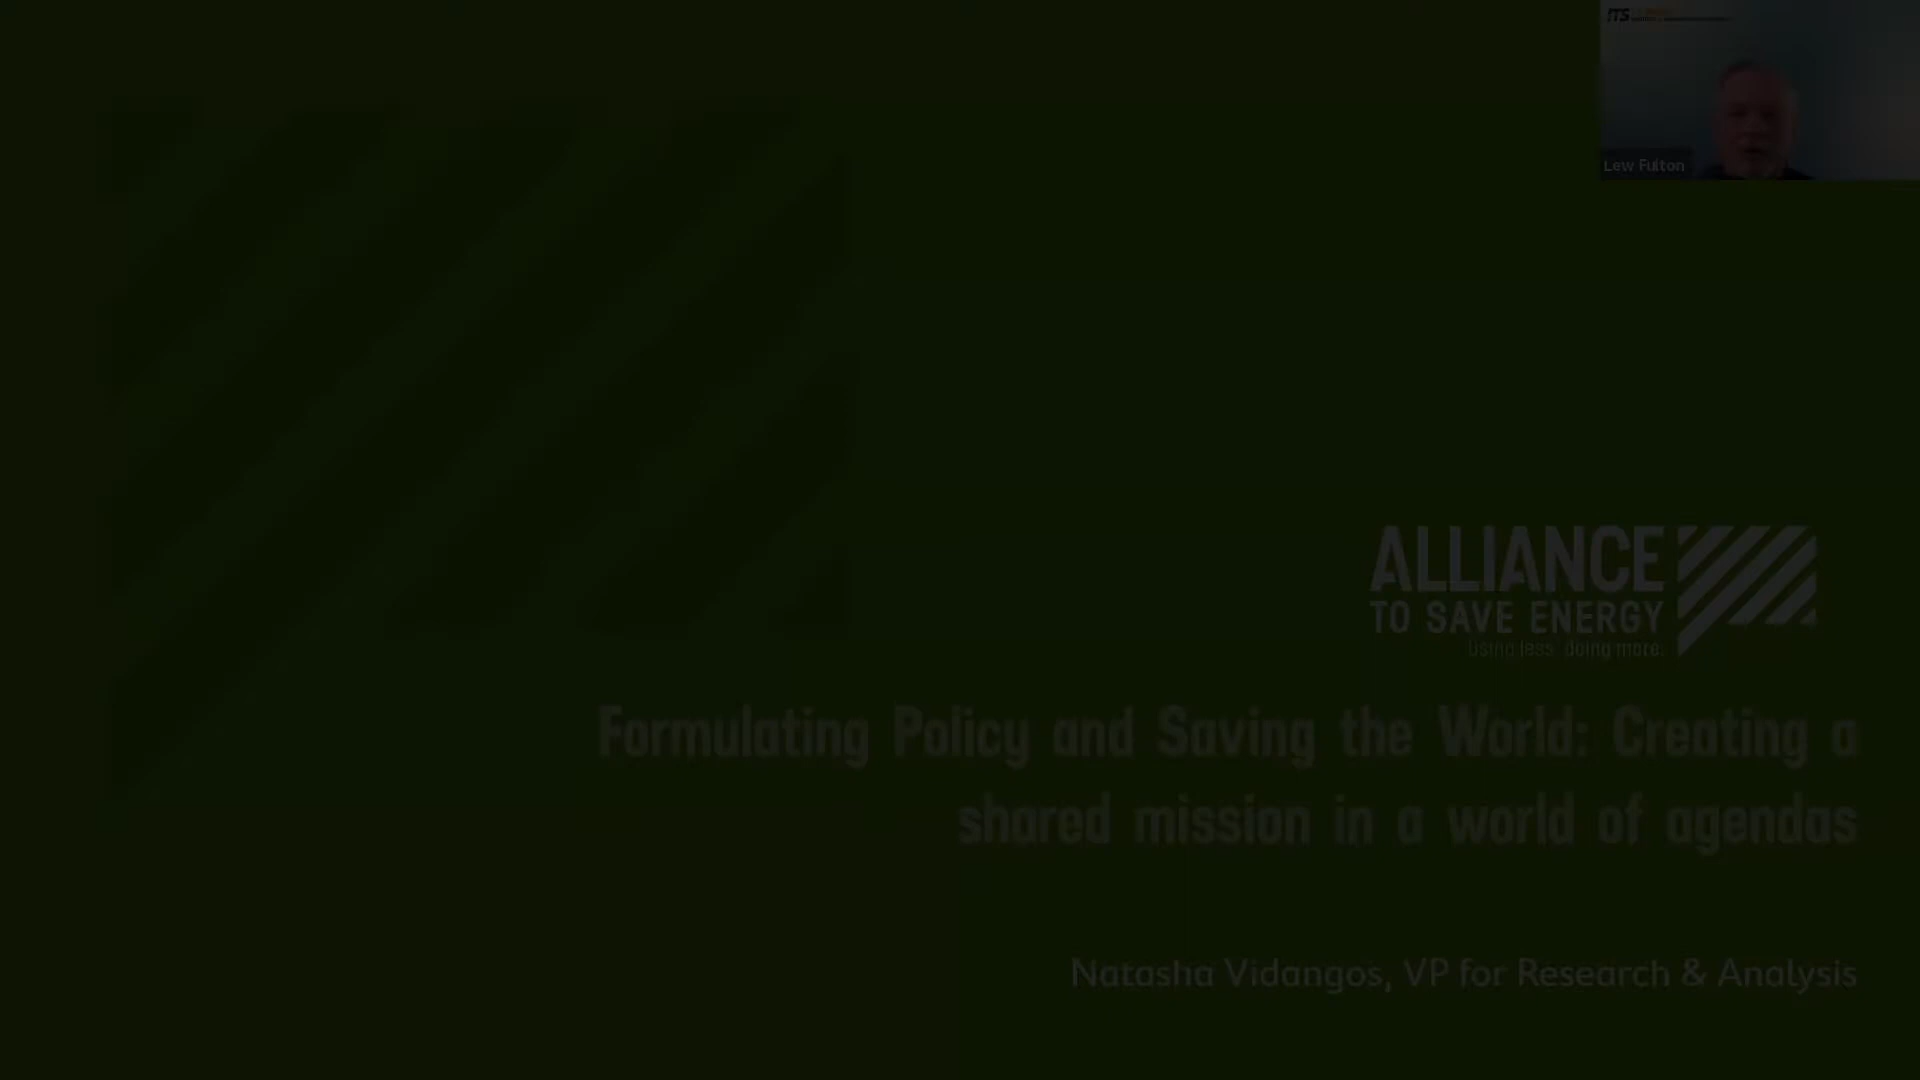 ITS
Lew Fulton
ALLIANCE
TO SAVE ENERGY
using less. doing more.
Formulating Policy and Saving the World: Creating a
shared mission in a world of agendas
Natasha Vidangos, VP for Research & Analysis